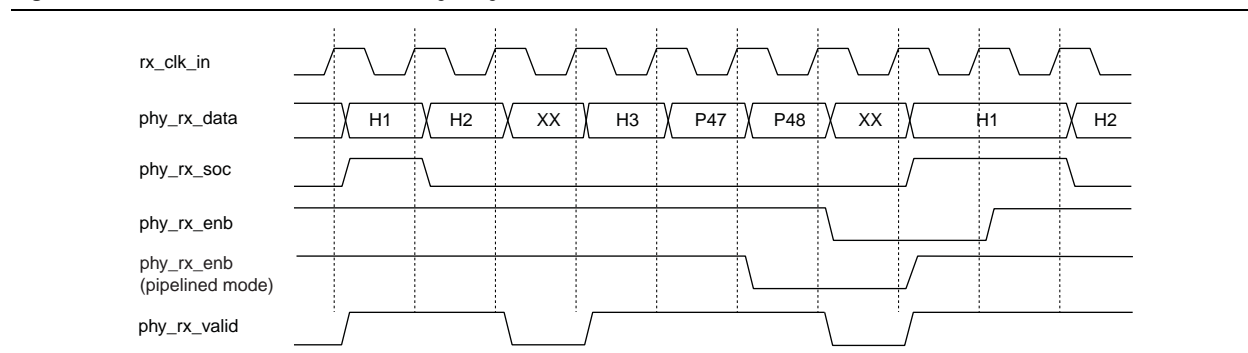 rx_clk_in
phy_rx_data
H1 H2 XX H3 P47 P48 XX H1 H2
phy_rx_soc
phy_rx_enb
phy_rx_enb
(pipelined mode)
phy_rx_valid